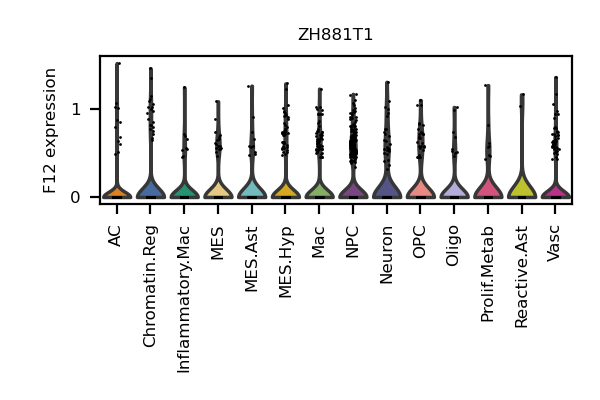 ZH881T1
F12 expression
1
0
AC
Chromatin.Reg
Inflammatory.Mac
MES
MES.Ast
MES.Hyp
Mac
NPC
Neuron
OPC
Oligo
Prolif.Metab
Reactive.Ast
Vasc